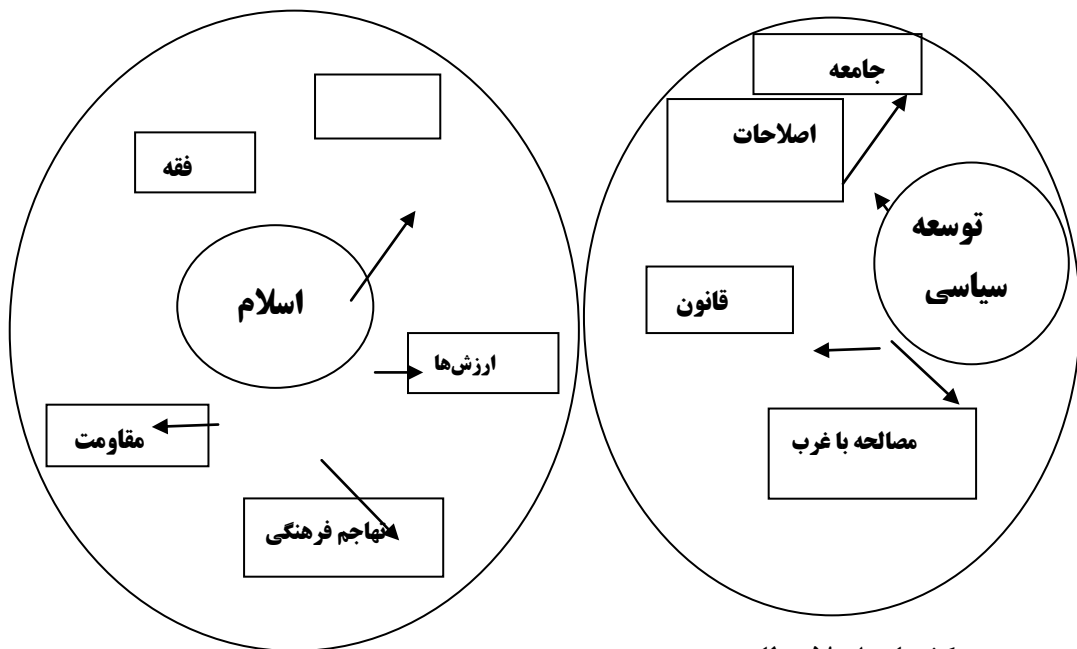 جامعه
اصلاحات
توسعه
سیاسی
قانون
مصالحه با غرب
فقه
اسلام
ارزش‌ها
مقاومت
تهاجم فرهنگی